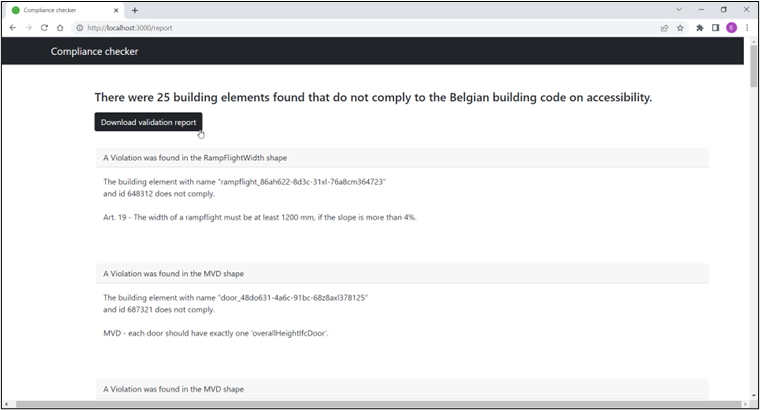 Compliance checker
http://localhost:3000/report
E
Compliance checker
There were 25 building elements found that do not comply to the Belgian building code on accessibility.
Download validation report
A Violation was found in the RampFlightWidth shape
The building element with name "rampflight_86ah622-8d3c-31xl-76a8cm364723"
and id 648312 does not comply.
Art. 19 - The width of a rampflight must be at least 1200 mm, if the slope is more than 4%.
A Violation was found in the MVD shape
The building element with name "door_48do631-4a6c-91bc-68z8axl378125"
and id 687321 does not comply.
MVD - each door should have exactly one 'overallHeightIfcDoor'.
A Violation was found in the MVD shape